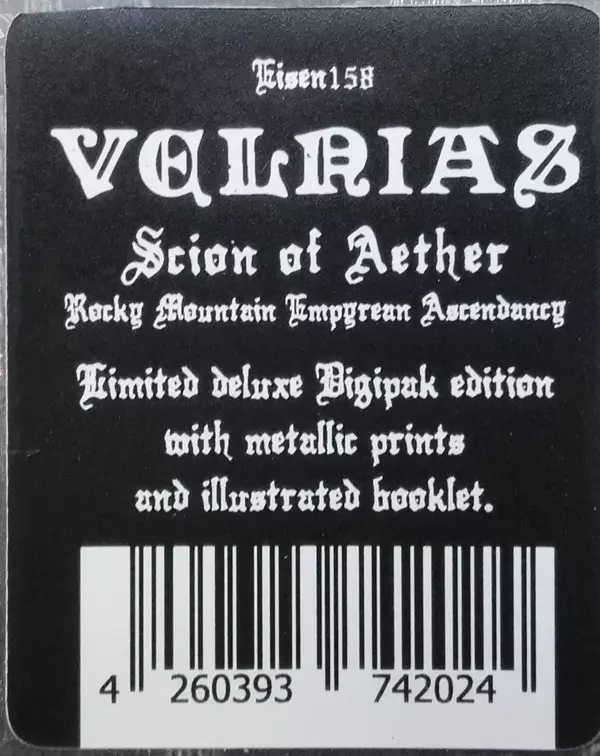 Eisen158
VELNIAS
Scion of Aether
Rocky Mountain Empyrean Ascendancy
Limited deluxe Digipak edition
with metallic prints
and illustrated booklet.
4 260393 742024